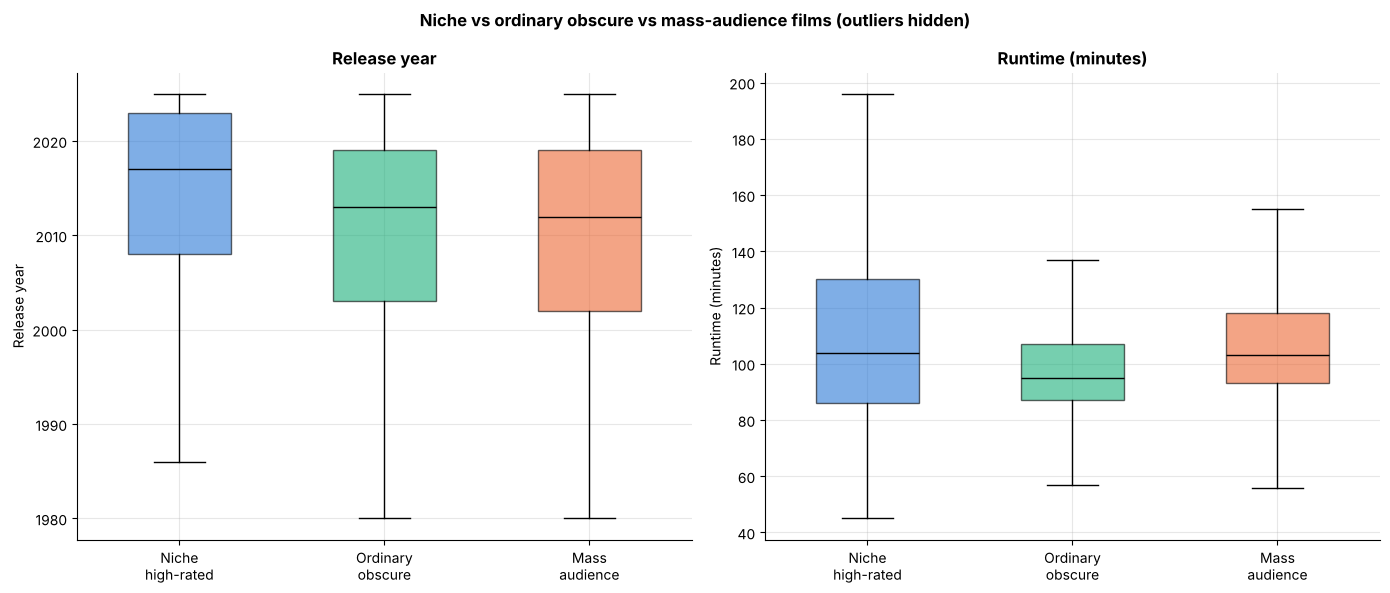 Niche vs ordinary obscure vs mass-audience films (outliers hidden)
Release year
Release year
2020
2010
2000
1990
1980
Niche
high-rated
Ordinary
obscure
Mass
audience
Runtime (minutes)
Runtime (minutes)
200
180
160
140
120
100
80
60
40
Niche
high-rated
Ordinary
obscure
Mass
audience